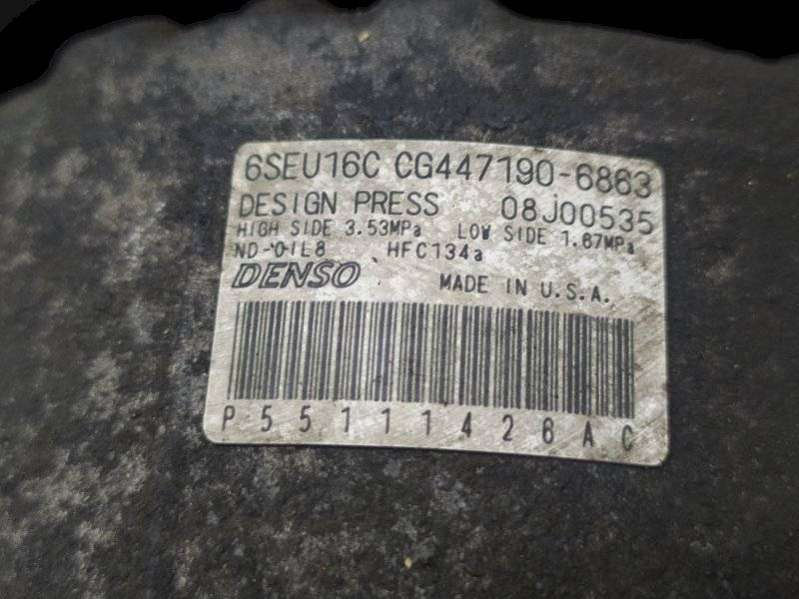 6SEU16C CG447190-6863
DESIGN PRESS 08J00535
HIGH SIDE 3.53MPa LOW SIDE 1.67MPa
ND-OIL8 HFC134a
DENSO MADE IN U.S.A.
P55111426AC